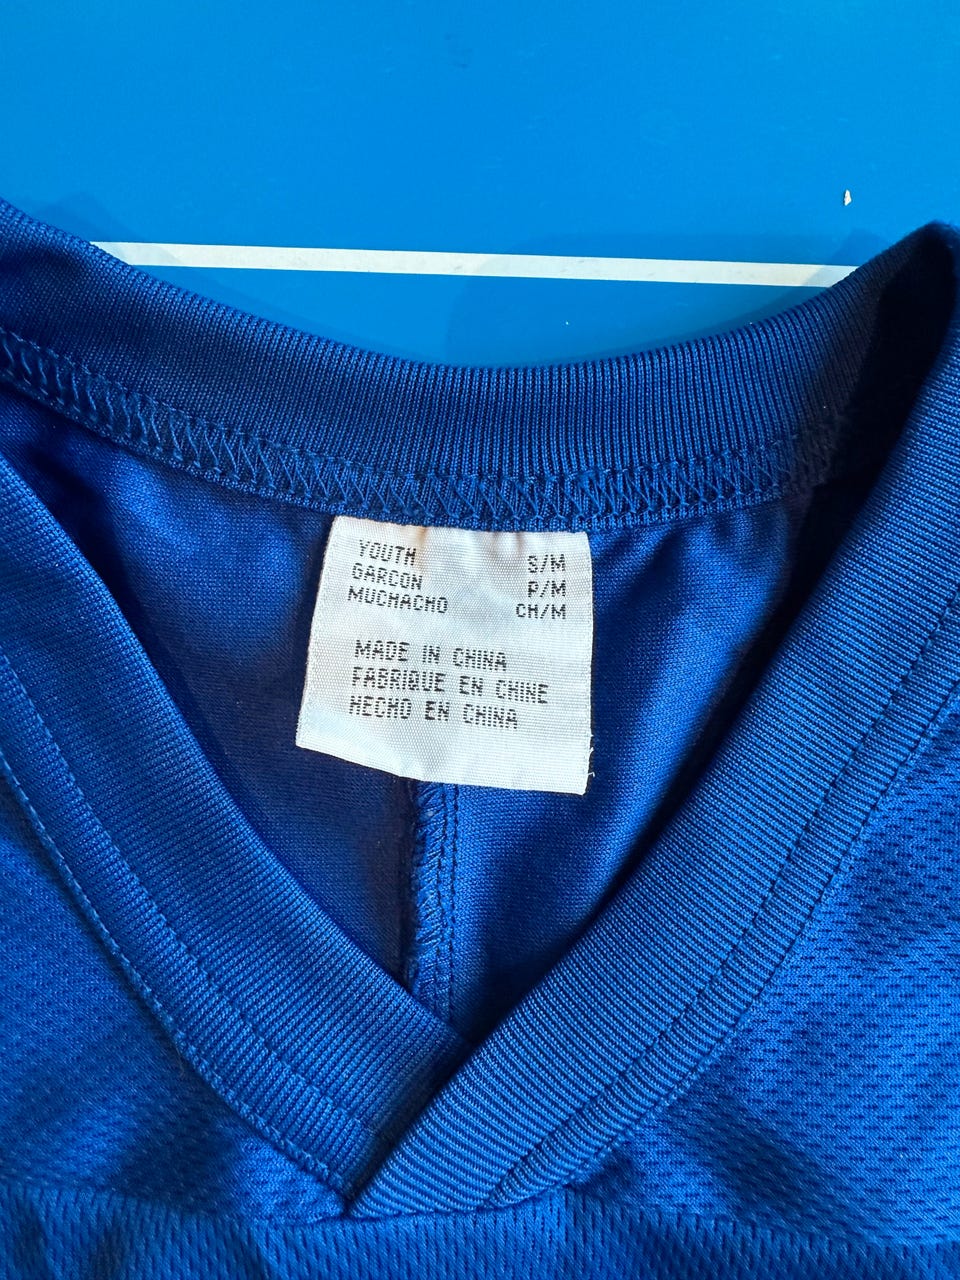 YOUTH S/M
GARCON P/M
MUCHACHO CH/M
MADE IN CHINA
FABRIQUE EN CHINE
HECHO EN CHINA